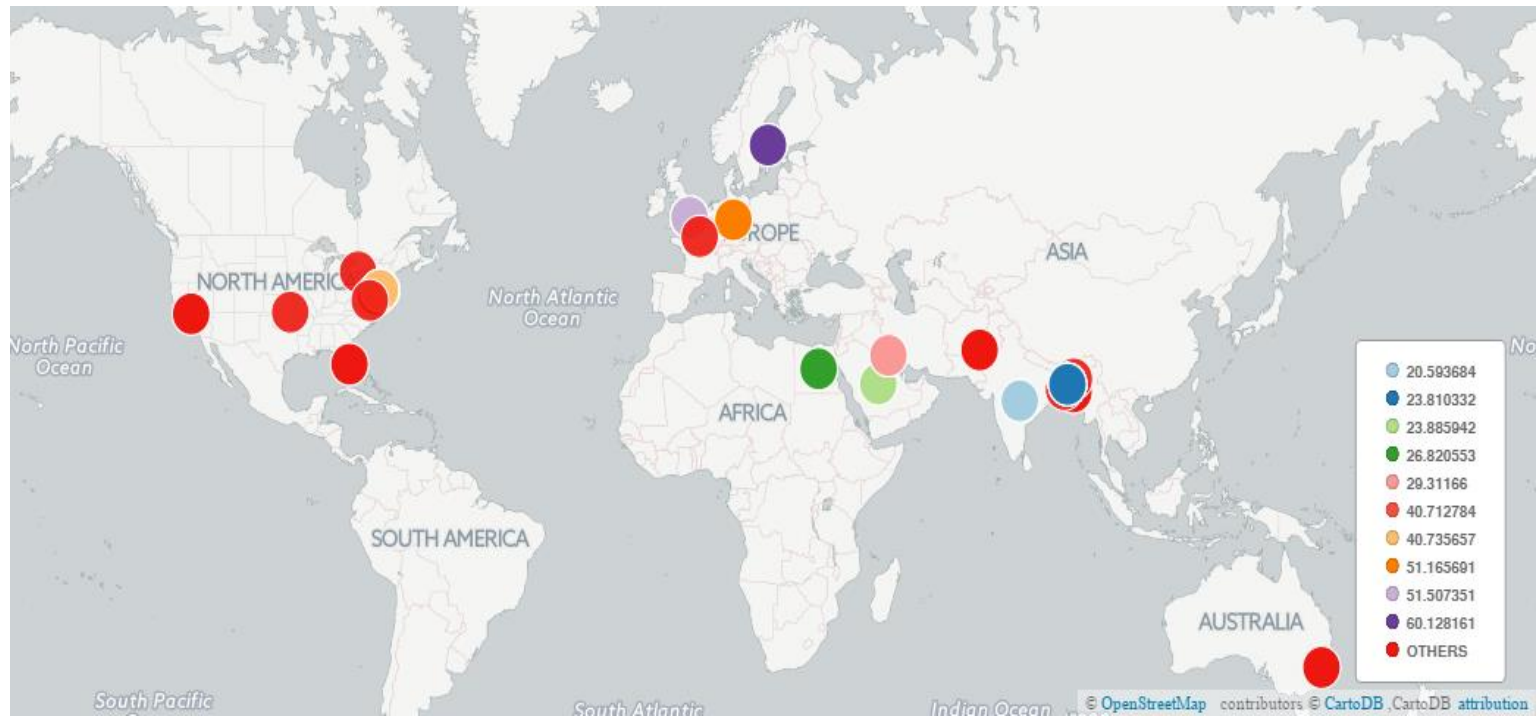 EUROPE
ASIA
NORTH AMERICA
North Atlantic
Ocean
North Pacific
Ocean
No
AFRICA
SOUTH AMERICA
AUSTRALIA
South Pacific
South Atlantic
Indian Ocean
20.593684
23.810332
23.885942
26.820553
29.31166
40.712784
40.735657
51.165691
51.507351
60.128161
OTHERS
© OpenStreetMap contributors © CartoDB ,CartoDB attribution